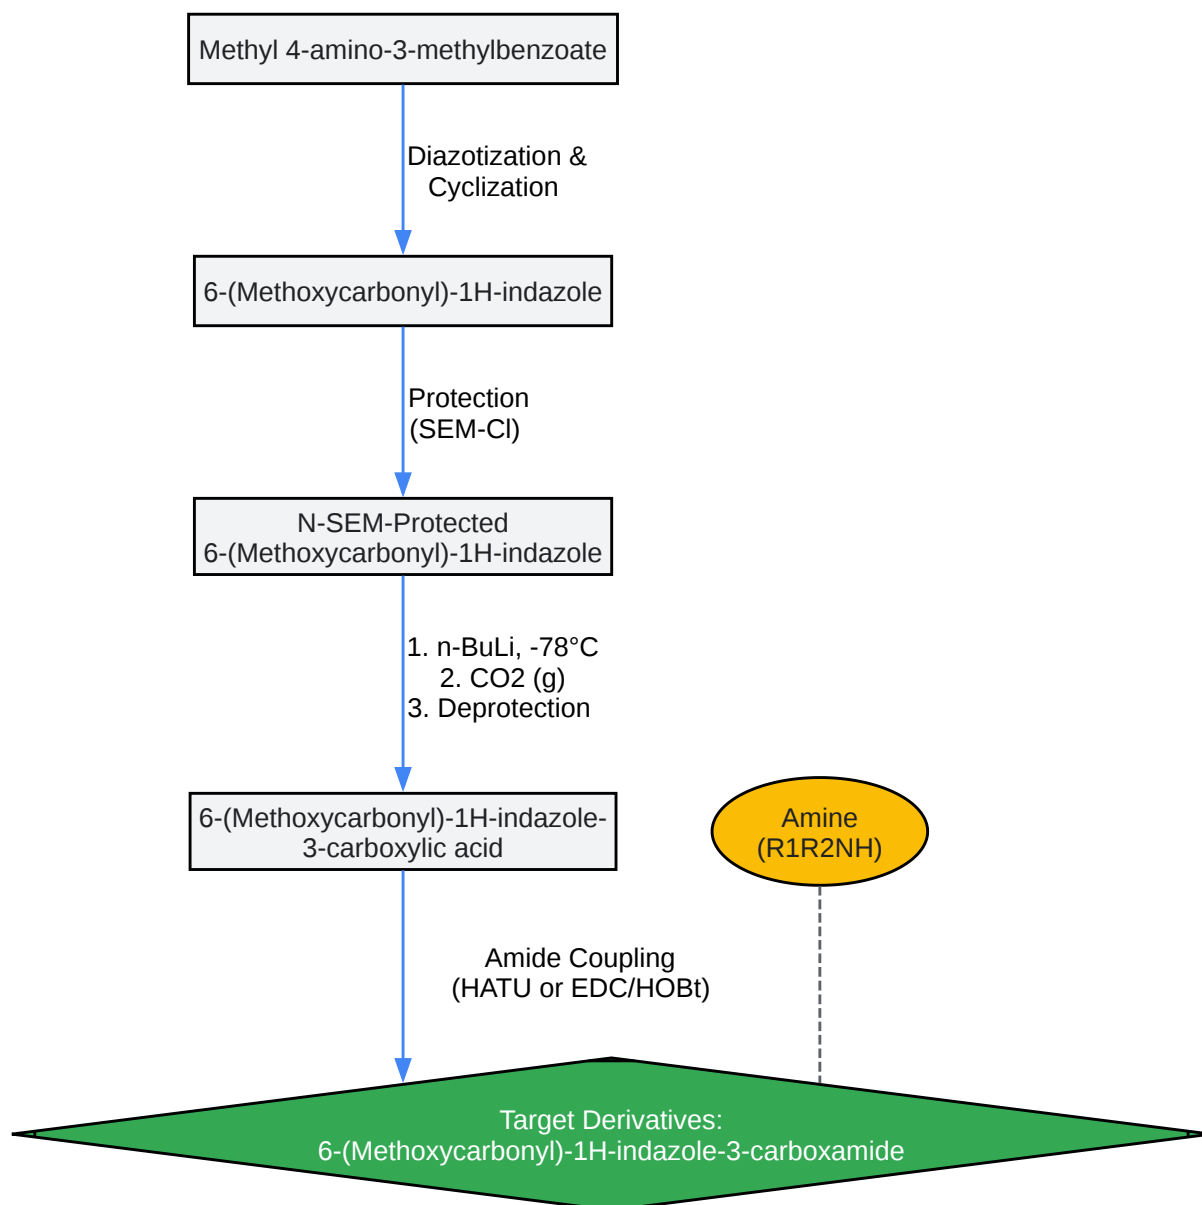 Methyl 4-amino-3-methylbenzoate
Diazotization &
Cyclization
6-(Methoxycarbonyl)-1H-indazole
Protection
(SEM-Cl)
N-SEM-Protected
6-(Methoxycarbonyl)-1H-indazole
1. n-BuLi, -78°C
2. CO2 (g)
3. Deprotection
6-(Methoxycarbonyl)-1H-indazole-
3-carboxylic acid
Amine
(R1R2NH)
Amide Coupling
(HATU or EDC/HOBt)
Target Derivatives:
6-(Methoxycarbonyl)-1H-indazole-3-carboxamide